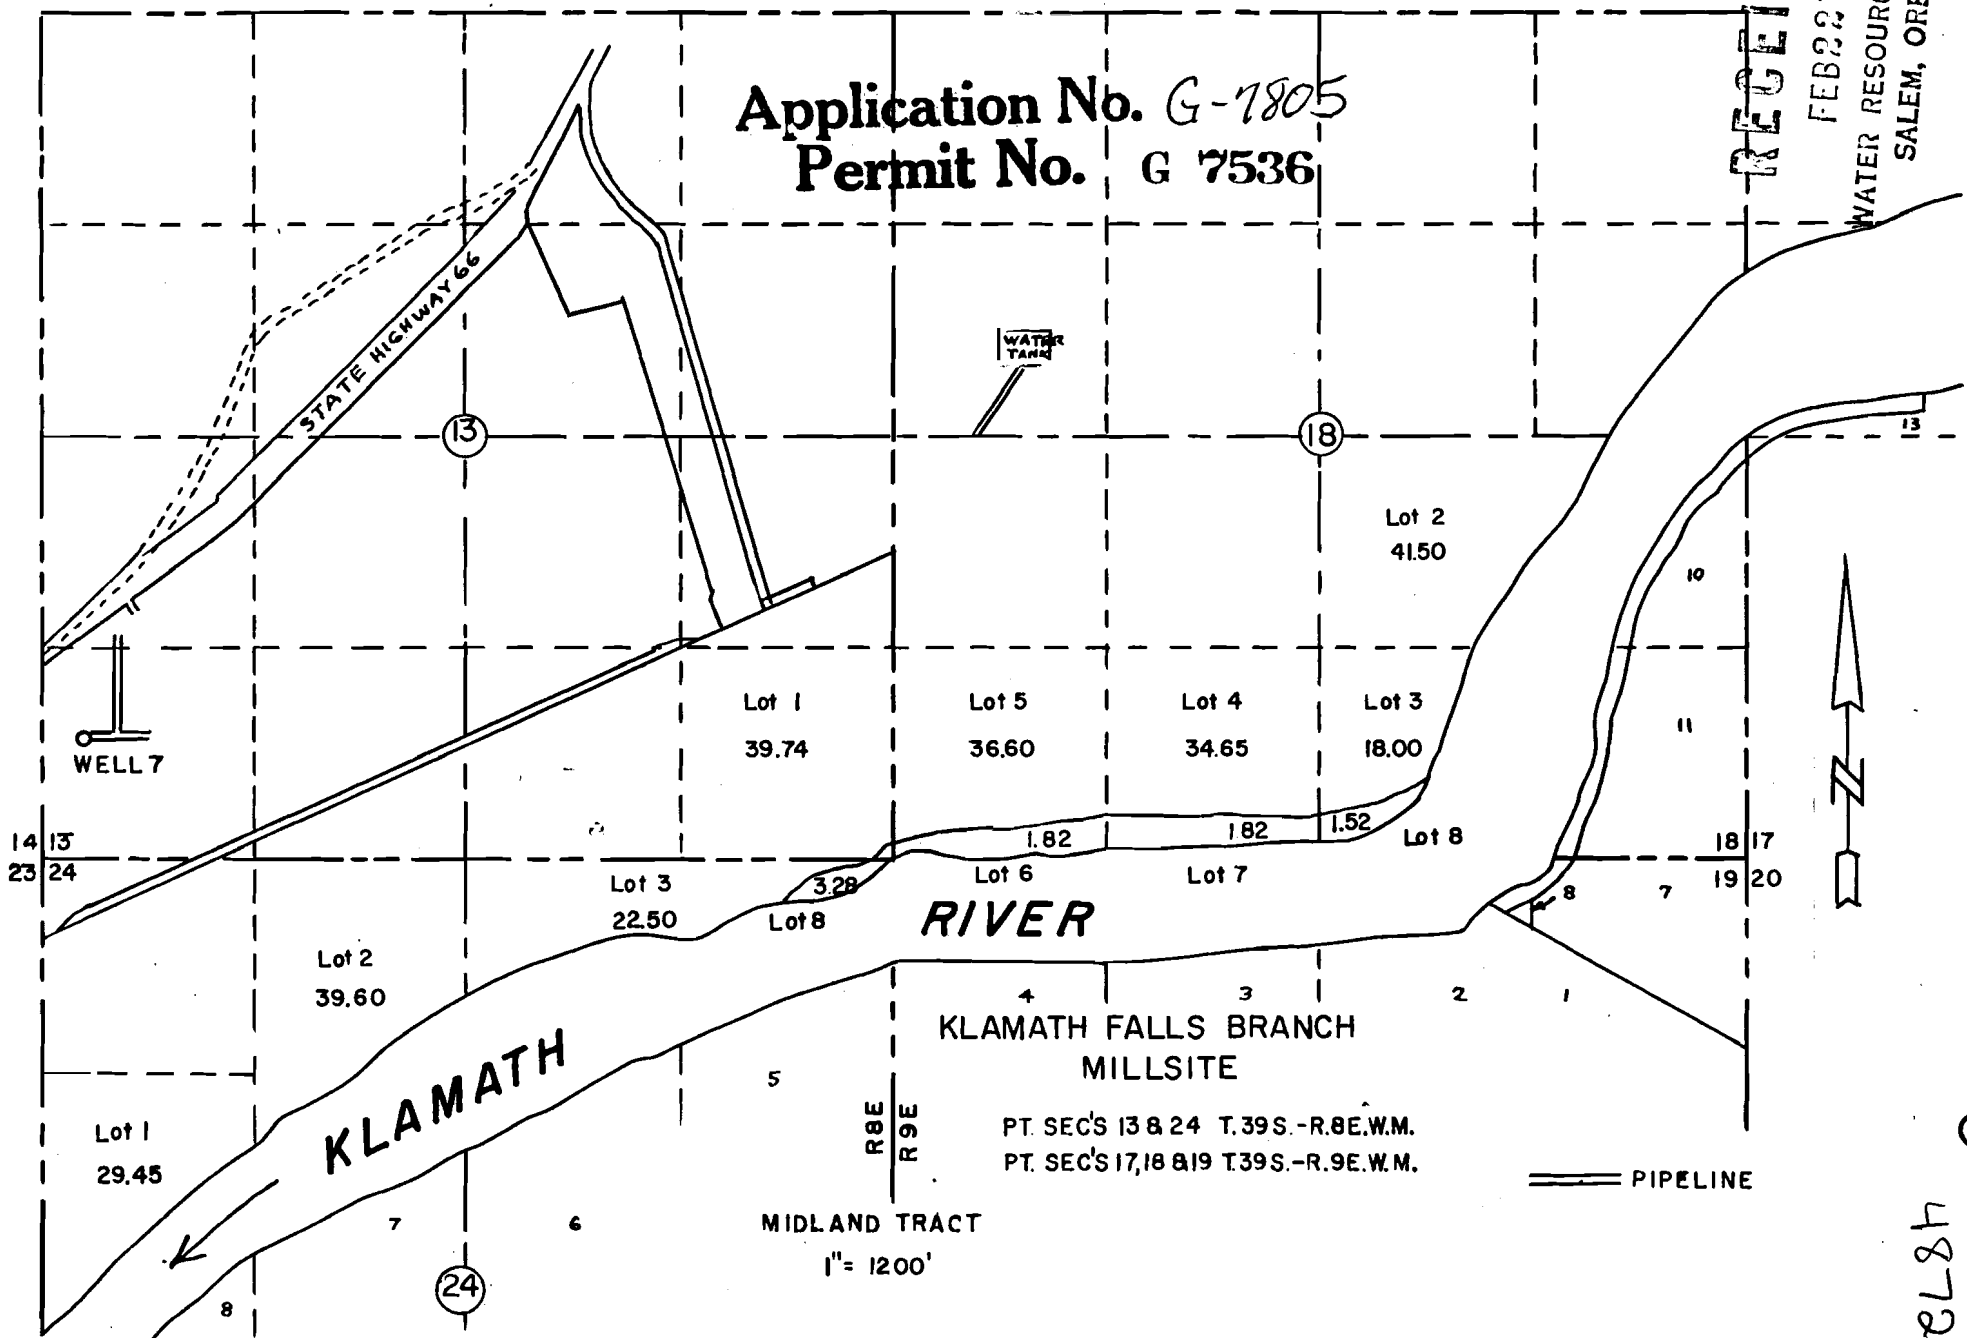 Application No. G-7805
Permit No. G 7536
FEB 22
SALEM,
STATE HIGHWAY 66
WATER
TANK
13
18
13
Lot 2
41.50
10
Lot 1
39.74
Lot 5
36.60
Lot 4
34.65
Lot 3
18.00
11
WELL 7
14 13
23 24
1.82
1.82
1.52
Lot 8
18 17
19 20
Lot 3
22.50
3.28
Lot 8
Lot 6
Lot 7
8
7
RIVER
Lot 2
39.60
4
3
2
1
KLAMATH FALLS BRANCH
MILLSITE
KLAMATH
5
R8E
R9E
PT. SEC'S 13 & 24 T.39S.-R.8E.W.M.
PT. SEC'S 17,18 &19 T.39S.-R.9E.W.M.
Lot 1
29.45
PIPELINE
7
6
MIDLAND TRACT
1"= 1200'
24
8